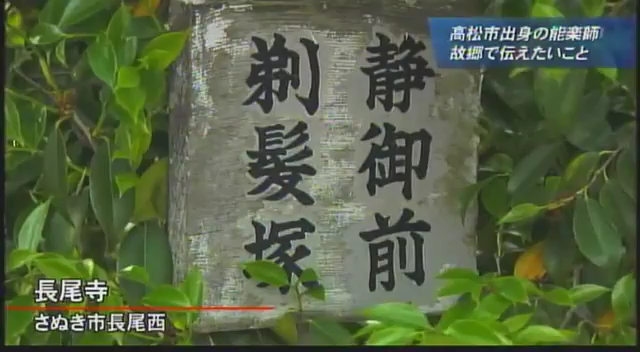 高松市出身の能楽師
故郷で伝えたいこと
静御前
剃髪塚
長尾寺
さぬき市長尾西